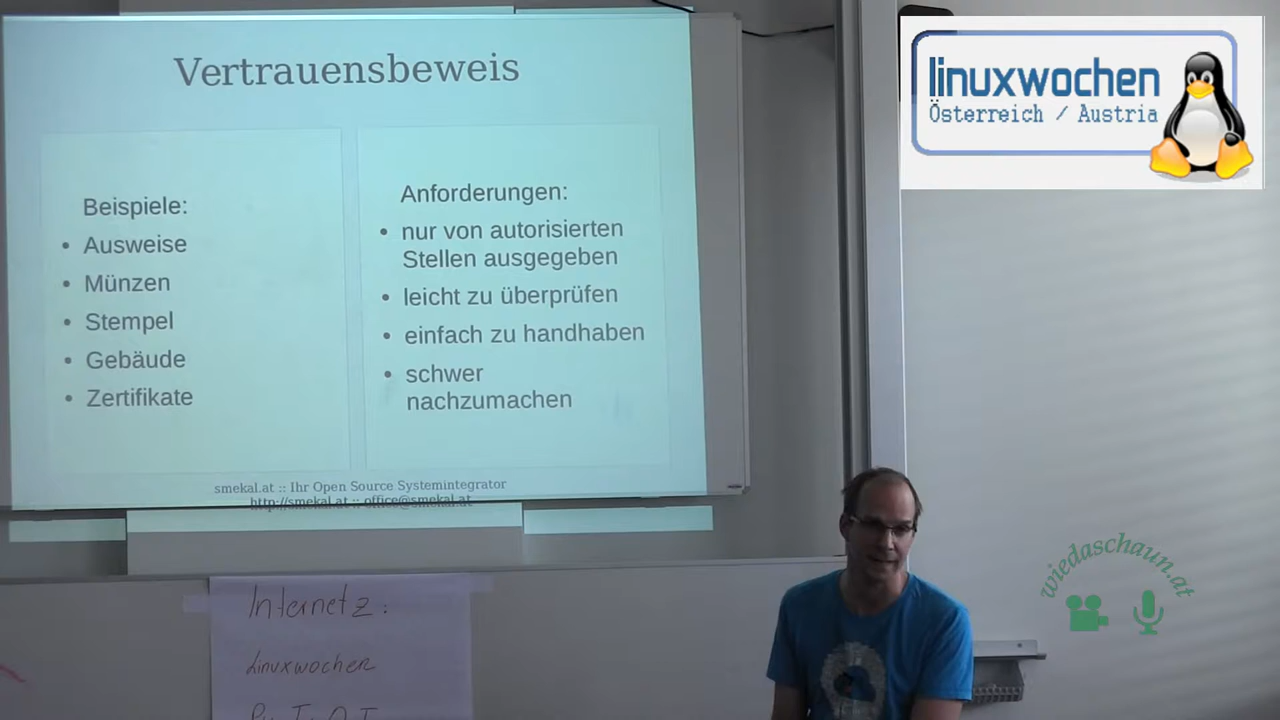 Vertrauensbeweis
Beispiele:
• Ausweise
• Münzen
• Stempel
• Gebäude
• Zertifikate
Anforderungen:
• nur von autorisierten
Stellen ausgegeben
• leicht zu überprüfen
• einfach zu handhaben
• schwer
nachzumachen
smekal.at :: Ihr Open Source Systemintegrator
http://smekal.at :: office@smekal.at
linuxwochen
Österreich / Austria
Internetz:
Linuxwochen
wiedaschaun.at